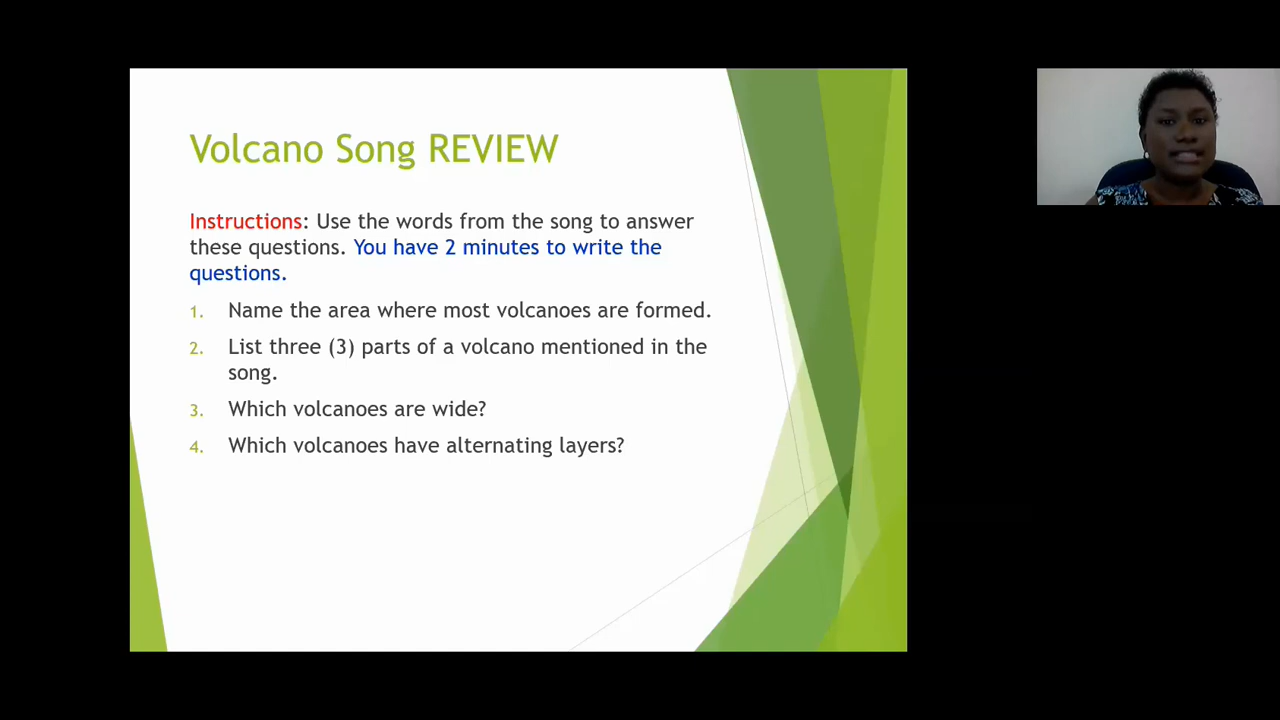 Volcano Song REVIEW
Instructions: Use the words from the song to answer
these questions. You have 2 minutes to write the
questions.
1. Name the area where most volcanoes are formed.
2. List three (3) parts of a volcano mentioned in the
song.
3. Which volcanoes are wide?
4. Which volcanoes have alternating layers?